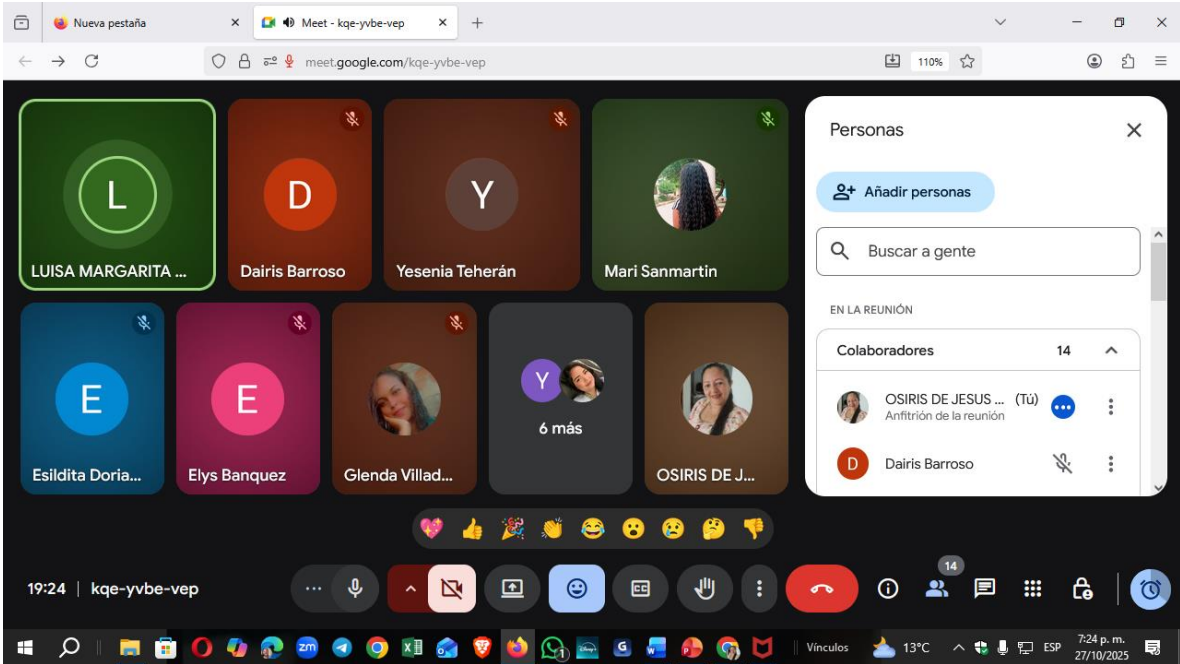 Nueva pestaña
Meet - kqe-yvbe-vep
meet.google.com/kqe-yvbe-vep
110%
L
LUISA MARGARITA ...
D
Dairis Barroso
Y
Yesenia Teherán
Mari Sanmartin
E
Esildita Doria...
E
Elys Banquez
Glenda Villad...
Y
6 más
OSIRIS DE J...
Personas
Añadir personas
Buscar a gente
EN LA REUNIÓN
Colaboradores 14
OSIRIS DE JESUS ... (Tú)
Anfitrión de la reunión
D
Dairis Barroso
19:24 | kqe-yvbe-vep
CC
14
zm
1
G
W
P
Vínculos
13°C
ESP
7:24 p. m.
27/10/2025